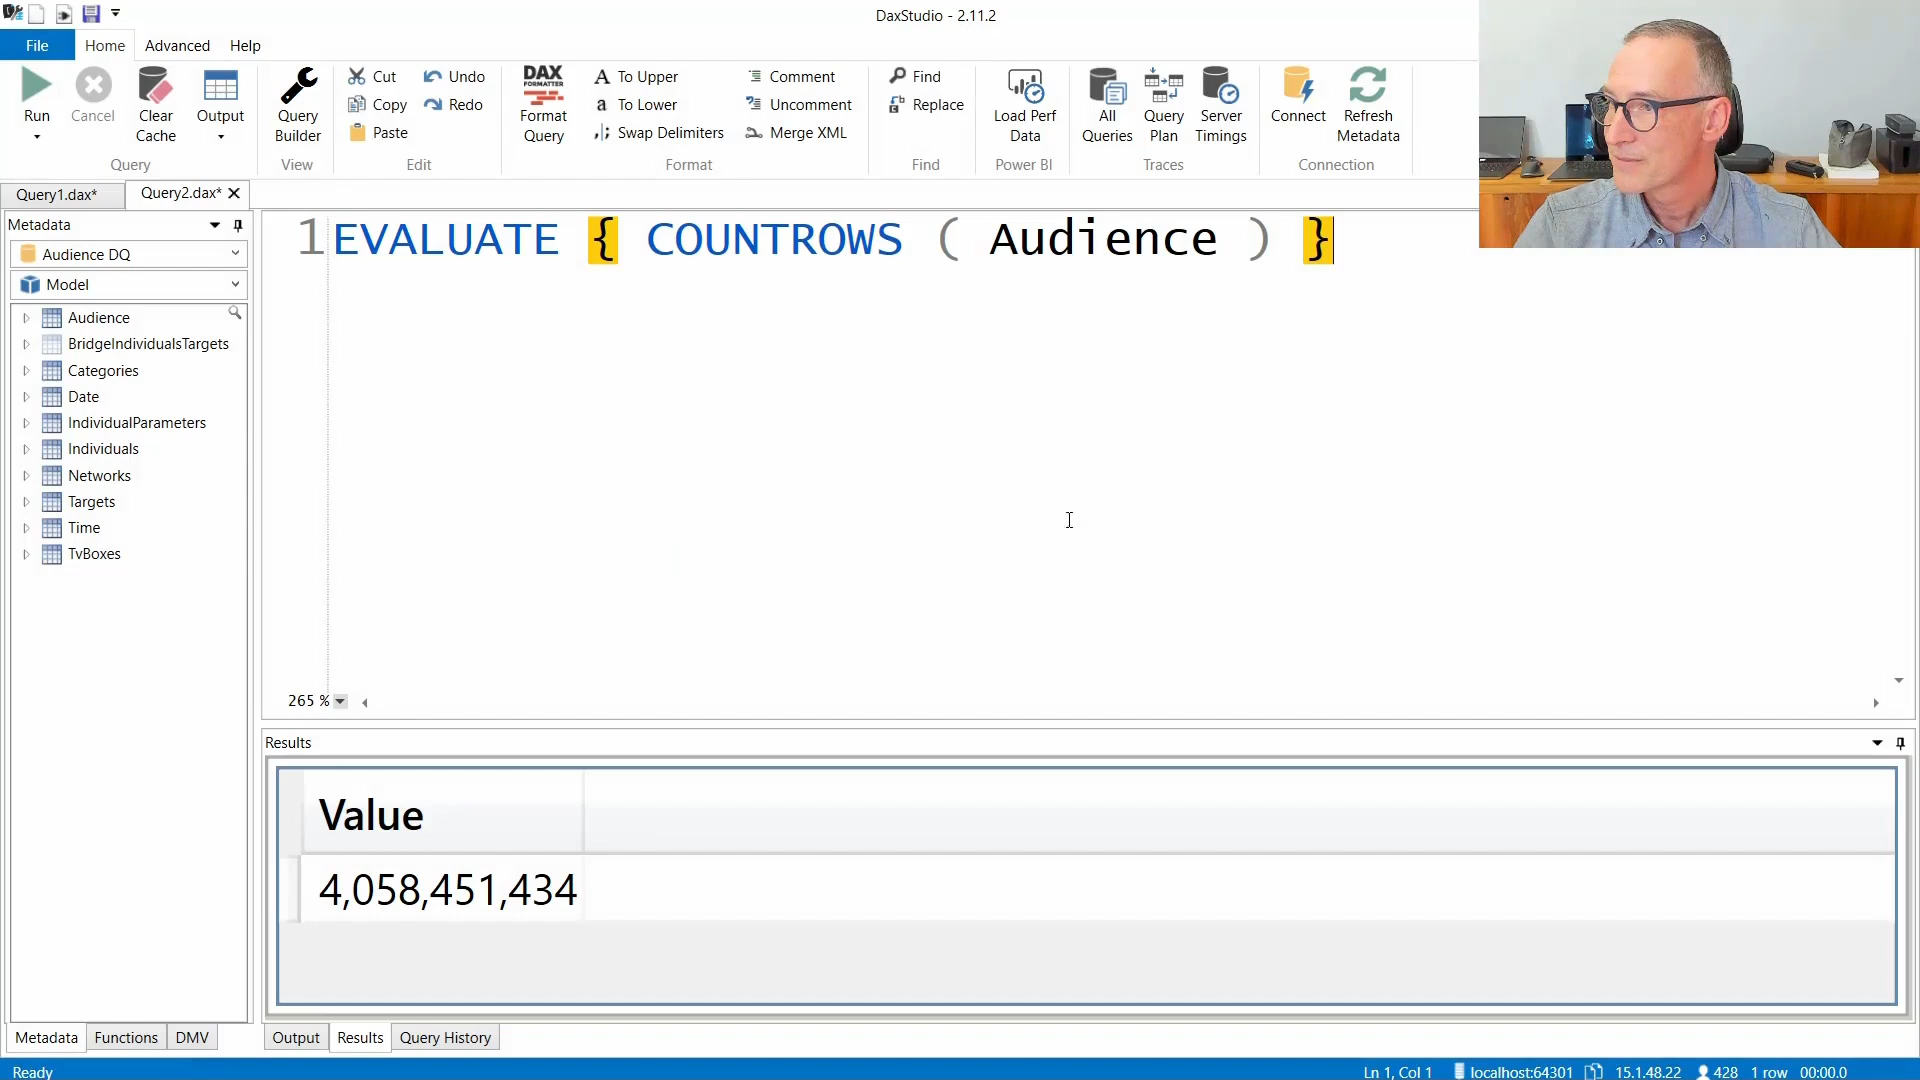 DaxStudio - 2.11.2
File Home Advanced Help
Run
Cancel
Clear Cache
Output
Query
Query Builder
View
Cut
Copy
Paste
Undo
Redo
Edit
DAX FORMATTER
Format Query
To Upper
To Lower
Swap Delimiters
Comment
Uncomment
Merge XML
Format
Find
Replace
Find
Load Perf Data
Power BI
All Queries
Query Plan
Server Timings
Traces
Connect
Refresh Metadata
Connection
Query1.dax*
Query2.dax*
Metadata
Audience DQ
Model
Audience
BridgeIndividualsTargets
Categories
Date
IndividualParameters
Individuals
Networks
Targets
Time
TvBoxes
1 EVALUATE { COUNTROWS ( Audience ) }
265 %
Results
Value
4,058,451,434
Metadata Functions DMV
Output Results Query History
Ready
Ln 1, Col 1 localhost:64301 15.1.48.22 428 1 row 00:00.0